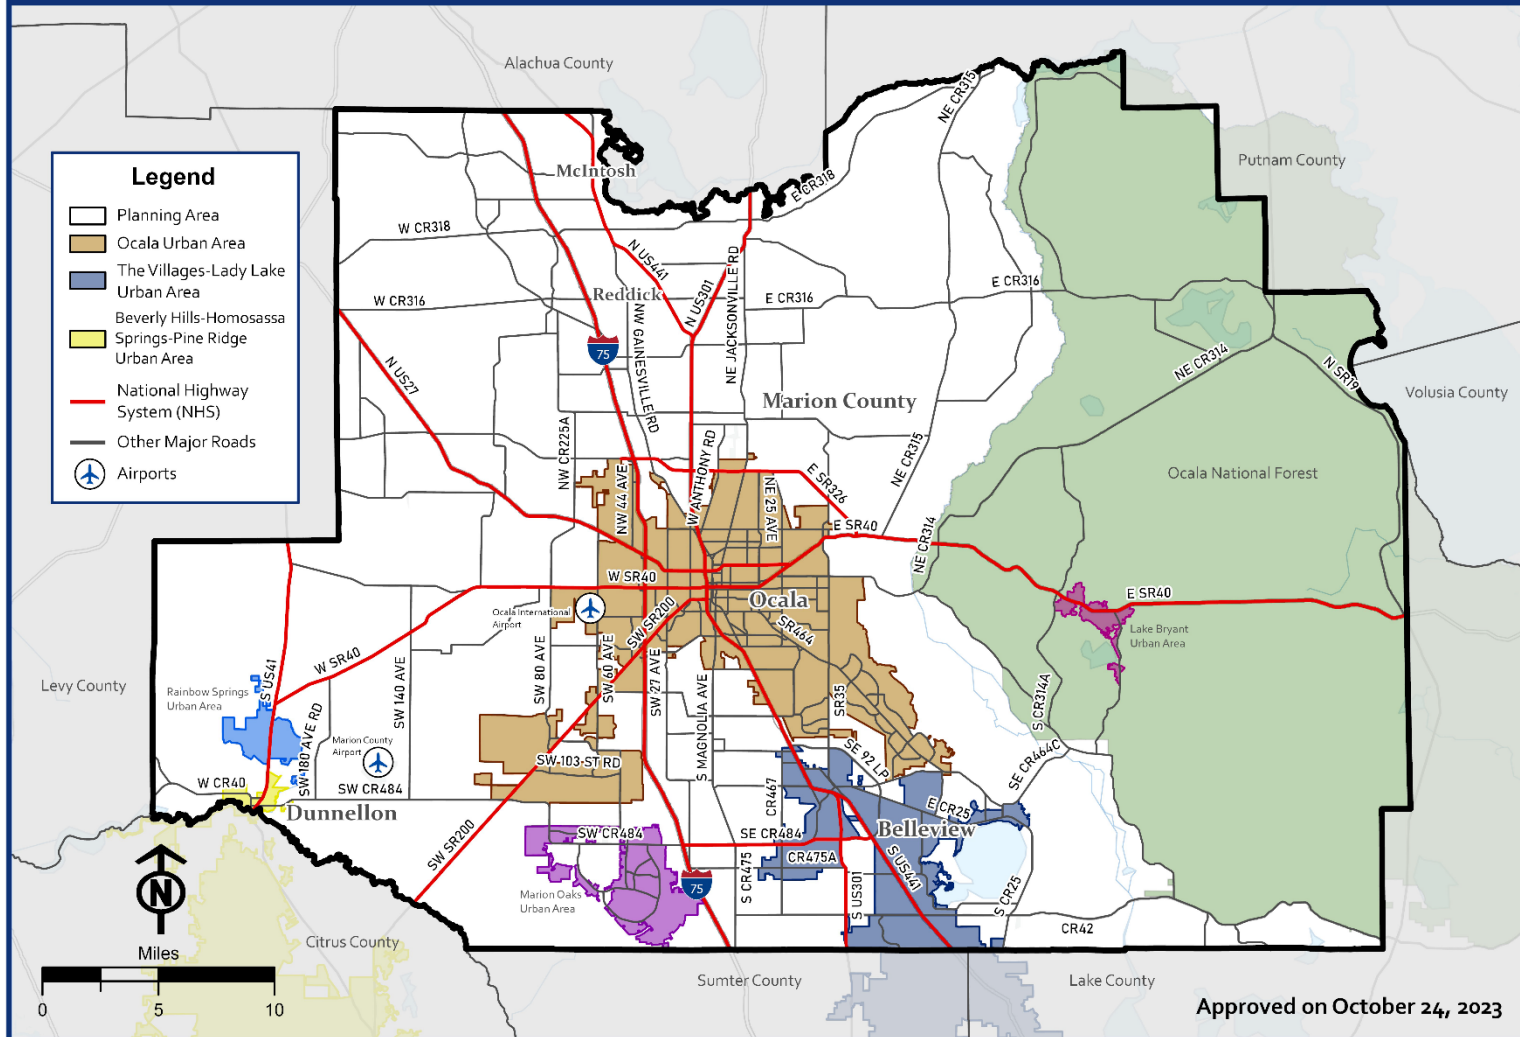 Alachua County
Putnam County
Volusia County
Levy County
Citrus County
Sumter County
Lake County
Legend
Planning Area
Ocala Urban Area
The Villages-Lady Lake
Urban Area
Beverly Hills-Homosassa
Springs-Pine Ridge
Urban Area
National Highway
System (NHS)
Other Major Roads
Airports
McIntosh
Reddick
Marion County
Ocala
Dunnellon
Belleview
Ocala National Forest
W CR318
E CR318
NE CR315
N US441
N US301
NE JACKSONVILLE RD
W CR316
E CR316
E CR316
75
NW GAINESVILLE RD
N US27
NE CR314
N SR19
NW CR225A
NW 44 AVE
W ANTHONY RD
NE 25 AVE
E SR326
NE CR315
E SR40
NE CR314
W SR40
Ocala International
Airport
SW SR200
SR464
E SR40
Lake Bryant
Urban Area
W SR40
S US41
Rainbow Springs
Urban Area
SW 180 AVE RD
SW 140 AVE
SW 80 AVE
SW 60 AVE
SW 27 AVE
S MAGNOLIA AVE
SR35
S CR314A
Marion County
Airport
SW 103 ST RD
SE 92 LP
SE CR464C
W CR40
SW CR484
CR467
E CR25
SW SR200
SW CR484
SE CR484
CR475A
S CR475
S US301
S US441
S CR25
75
Marion Oaks
Urban Area
CR42
N
Miles
0
5
10
Approved on October 24, 2023